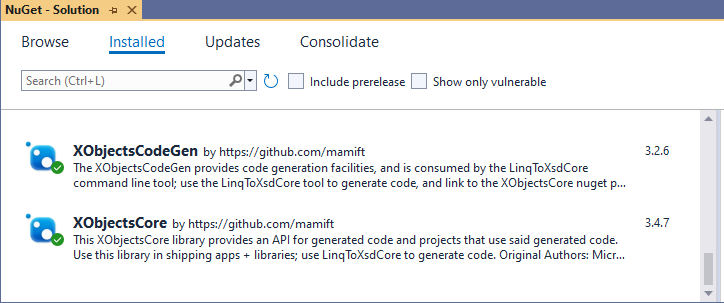 NuGet - Solution
Browse Installed Updates Consolidate
Search (Ctrl+L) Include prerelease Show only vulnerable
XObjectsCodeGen by https://github.com/mamift 3.2.6
The XObjectsCodeGen provides code generation facilities, and is consumed by the LinqToXsdCore
command line tool; use the LinqToXsdCore tool to generate code, and link to the XObjectsCore nuget p...
XObjectsCore by https://github.com/mamift 3.4.7
This XObjectsCore library provides an API for generated code and projects that use said generated code.
Use this library in shipping apps + libraries; use LinqToXsdCore to generate code. Original Authors: Micr...